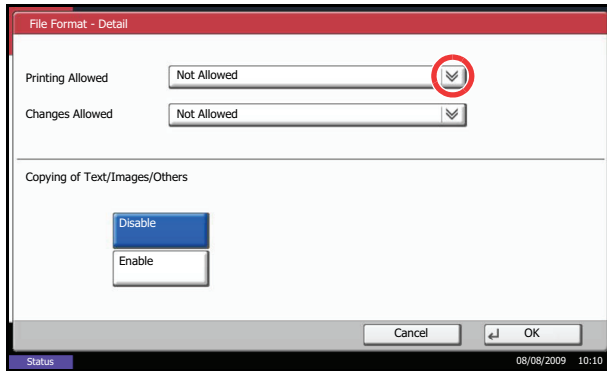 File Format - Detail
Printing Allowed Not Allowed
Changes Allowed Not Allowed
Copying of Text/Images/Others
Disable
Enable
Cancel OK
Status 08/08/2009 10:10